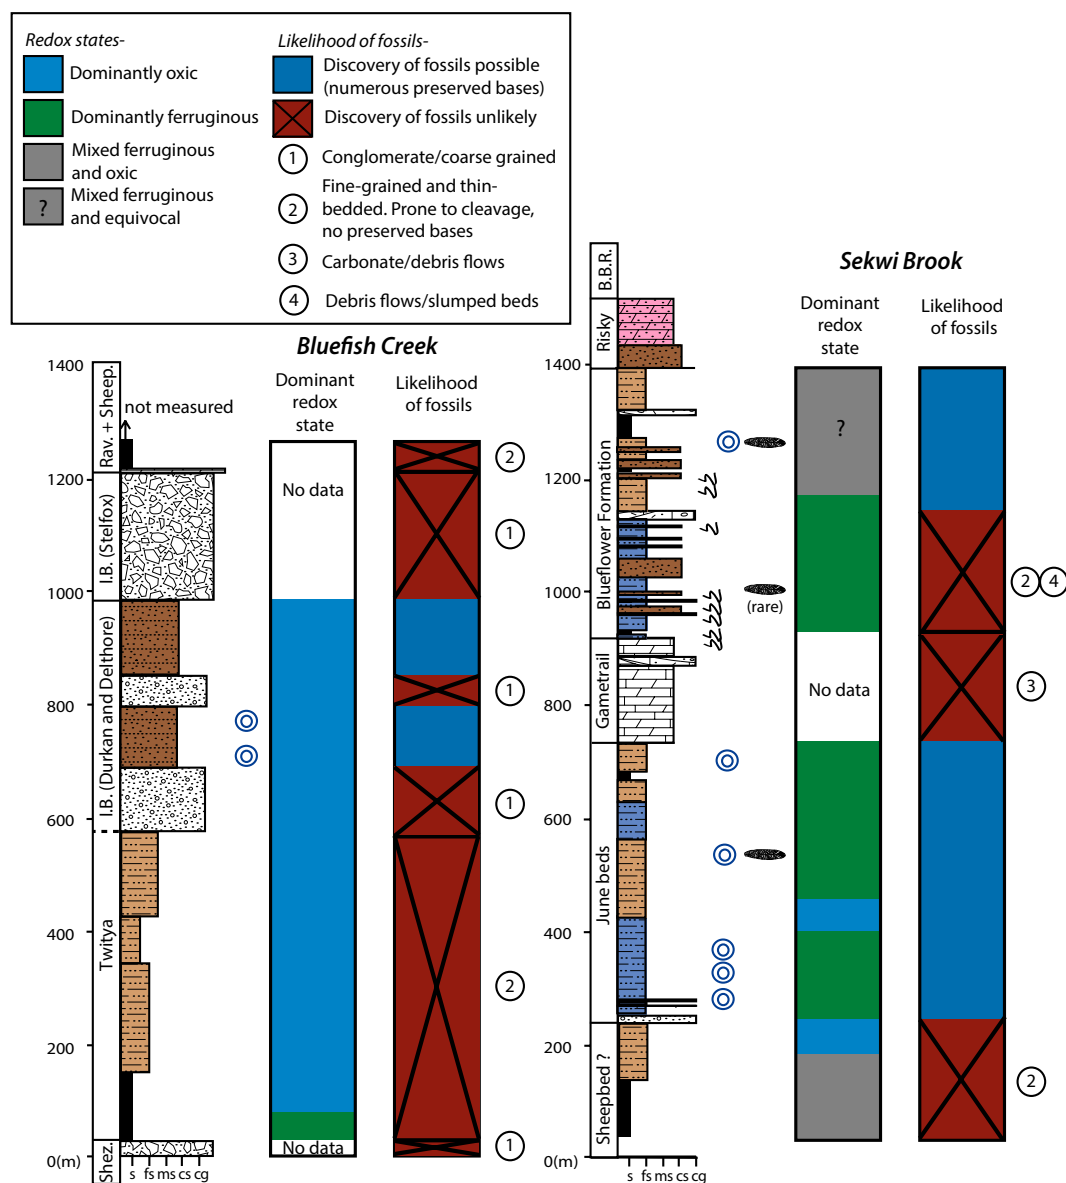 Redox states-
Dominantly oxic
Dominantly ferruginous
Mixed ferruginous
and oxic
?
Mixed ferruginous
and equivocal
Likelihood of fossils-
Discovery of fossils possible
(numerous preserved bases)
Discovery of fossils unlikely
1
Conglomerate/coarse grained
2
Fine-grained and thin-
bedded. Prone to cleavage,
no preserved bases
3
Carbonate/debris flows
4
Debris flows/slumped beds
Bluefish Creek
Dominant
redox
state
Likelihood
of fossils
1400
1200
1000
800
600
400
200
0(m)
Rav. + Sheep.
I.B. (Stelfox)
I.B. (Durkan and Delthore)
Twitya
Shez.
not measured
No data
No data
2
1
1
1
2
1
s fs ms cs cg
Sekwi Brook
Dominant
redox
state
Likelihood
of fossils
1400
1200
1000
800
600
400
200
0(m)
B.B.R.
Risky
Blueflower Formation
Gametrail
June beds
Sheepbed ?
(rare)
?
No data
2 4
3
2
s fs ms cs cg